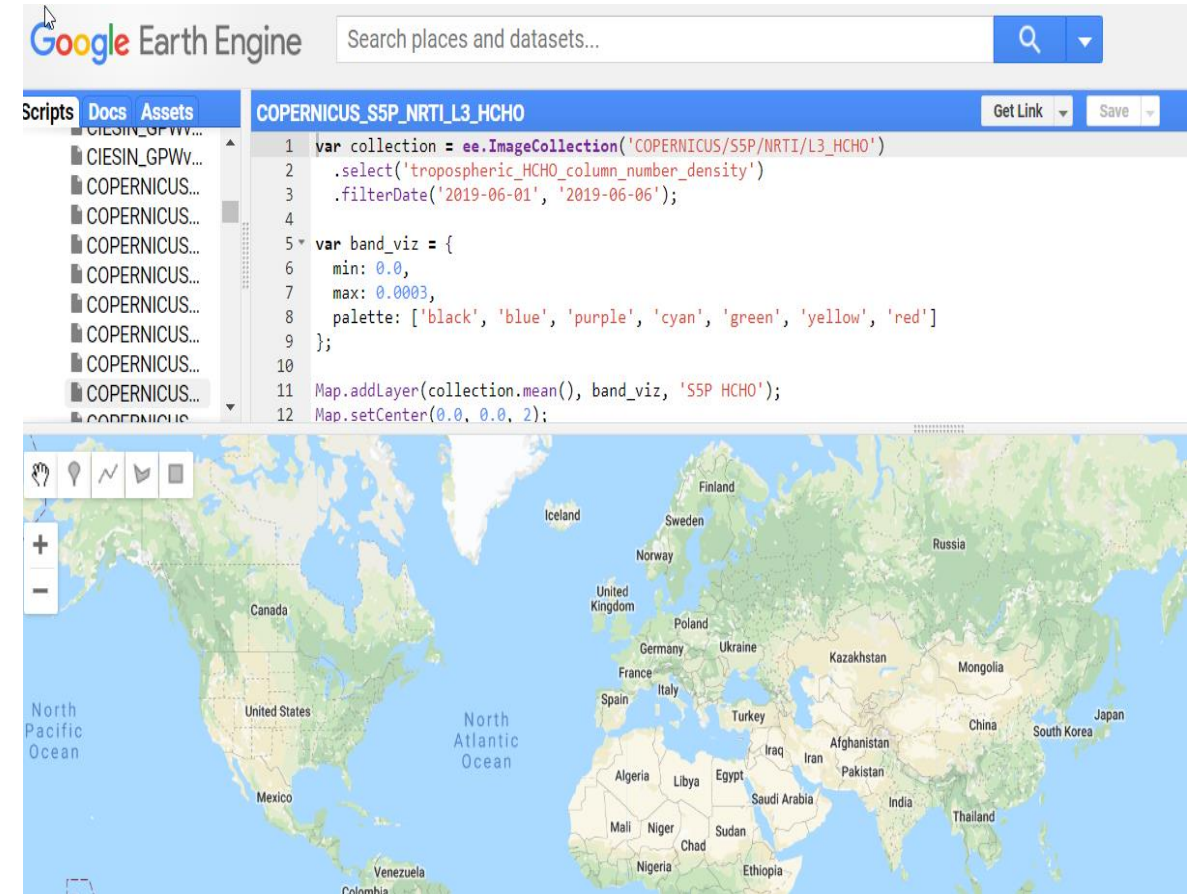 Google Earth Engine
Search places and datasets...
Scripts Docs Assets
CIESIN_GPWv...
CIESIN_GPWv...
COPERNICUS...
COPERNICUS...
COPERNICUS...
COPERNICUS...
COPERNICUS...
COPERNICUS...
COPERNICUS...
COPERNICUS...
COPERNICUS
COPERNICUS_S5P_NRTI_L3_HCHO
Get Link
Save
1 var collection = ee.ImageCollection('COPERNICUS/S5P/NRTI/L3_HCHO')
2 .select('tropospheric_HCHO_column_number_density')
3 .filterDate('2019-06-01', '2019-06-06');
4
5 var band_viz = {
6 min: 0.0,
7 max: 0.0003,
8 palette: ['black', 'blue', 'purple', 'cyan', 'green', 'yellow', 'red']
9 };
10
11 Map.addLayer(collection.mean(), band_viz, 'S5P HCHO');
12 Map.setCenter(0.0, 0.0, 2);
Finland
Iceland
Sweden
Russia
Norway
United
Kingdom
Canada
Poland
Germany
Ukraine
Kazakhstan
Mongolia
France
Italy
Spain
North
Pacific
Ocean
United States
North
Atlantic
Ocean
Turkey
China
Japan
South Korea
Iraq
Iran
Afghanistan
Pakistan
Algeria
Libya
Egypt
Saudi Arabia
Mexico
India
Thailand
Mali
Niger
Chad
Sudan
Nigeria
Ethiopia
Venezuela
Colombia